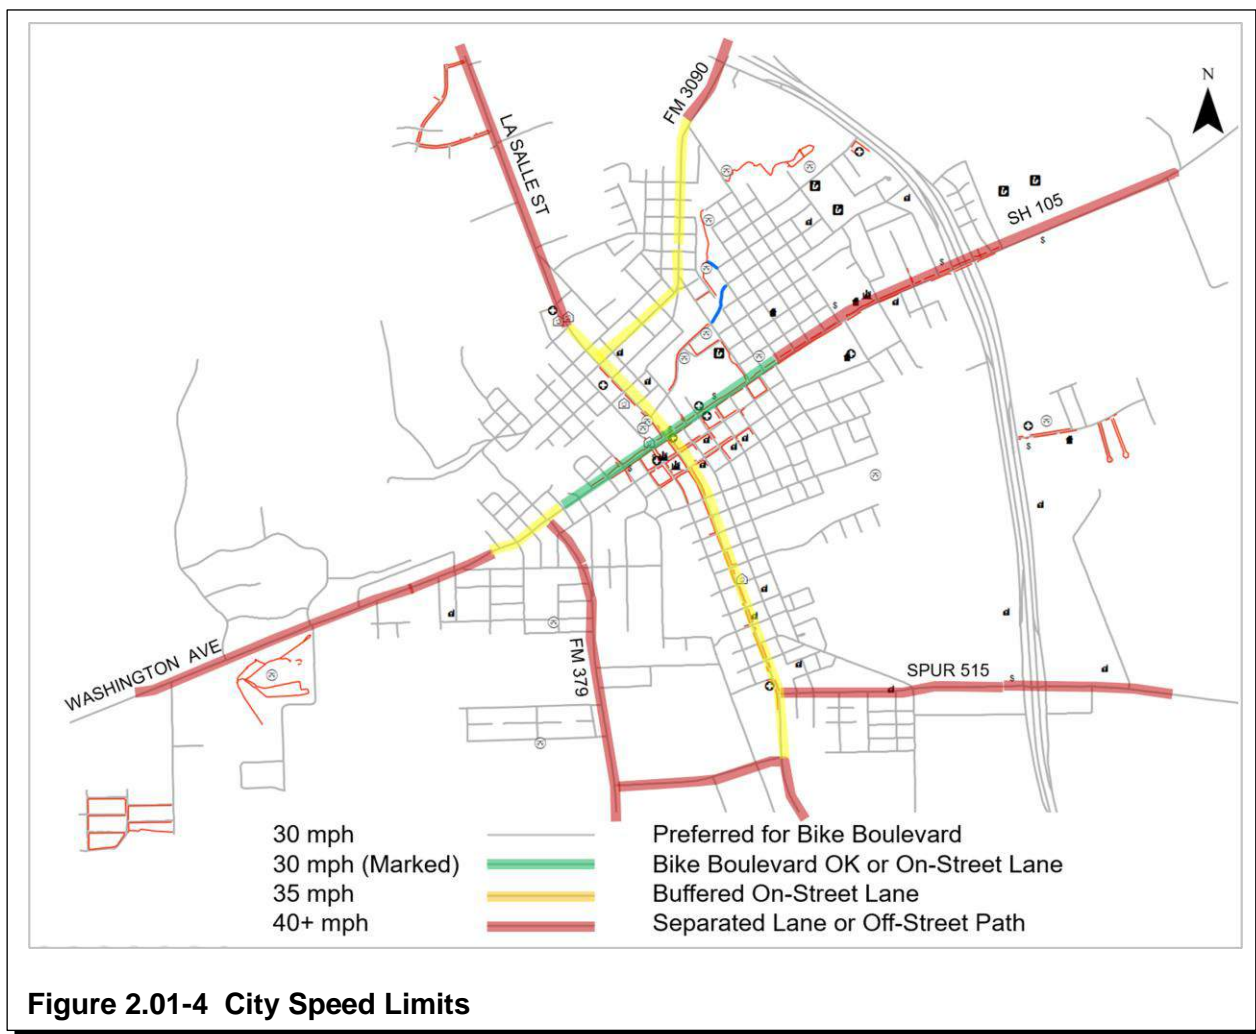 N
FM 3090
LA SALLE ST
SH 105
WASHINGTON AVE
FM 379
SPUR 515
30 mph Preferred for Bike Boulevard
30 mph (Marked) Bike Boulevard OK or On-Street Lane
35 mph Buffered On-Street Lane
40+ mph Separated Lane or Off-Street Path
Figure 2.01-4 City Speed Limits